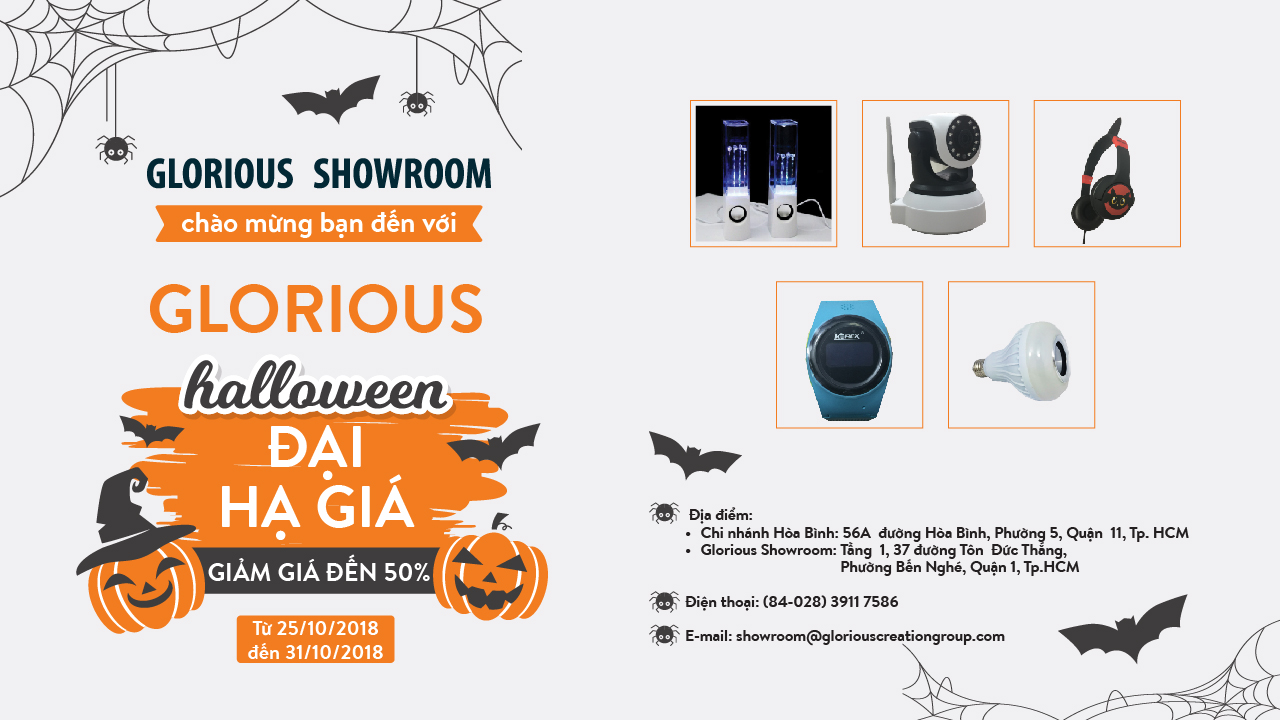 GLORIOUS SHOWROOM
chào mừng bạn đến với
GLORIOUS
halloween
ĐẠI
HẠ GIÁ
GIẢM GIÁ ĐẾN 50%
Từ 25/10/2018
đến 31/10/2018
Địa điểm:
• Chi nhánh Hòa Bình: 56A đường Hòa Bình, Phường 5, Quận 11, Tp. HCM
• Glorious Showroom: Tầng 1, 37 đường Tôn Đức Thắng,
Phường Bến Nghé, Quận 1, Tp.HCM
Điện thoại: (84-028) 3911 7586
E-mail: showroom@gloriouscreationgroup.com